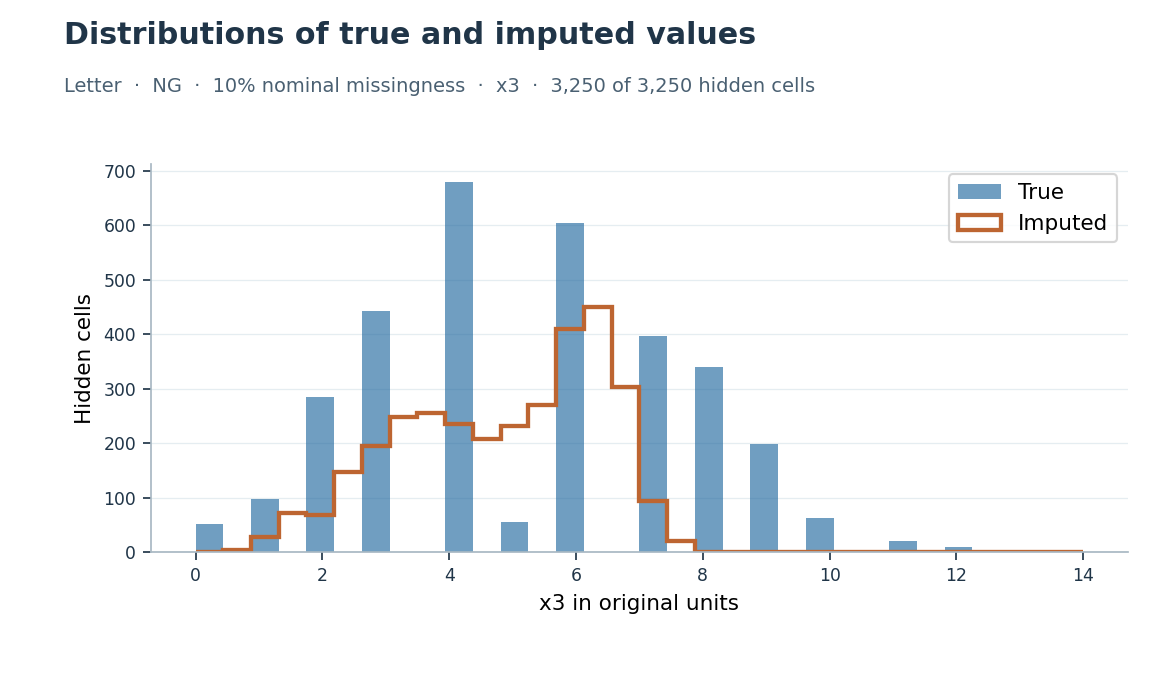 Distributions of true and imputed values
Letter · NG · 10% nominal missingness · x3 · 3,250 of 3,250 hidden cells
700
600
500
400
300
200
100
0
Hidden cells
True
Imputed
0 2 4 6 8 10 12 14
x3 in original units